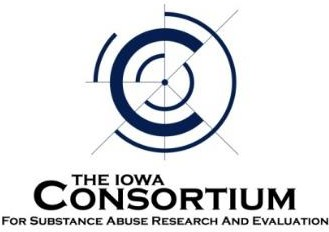 THE IOWA
CONSORTIUM
FOR SUBSTANCE ABUSE RESEARCH AND EVALUATION